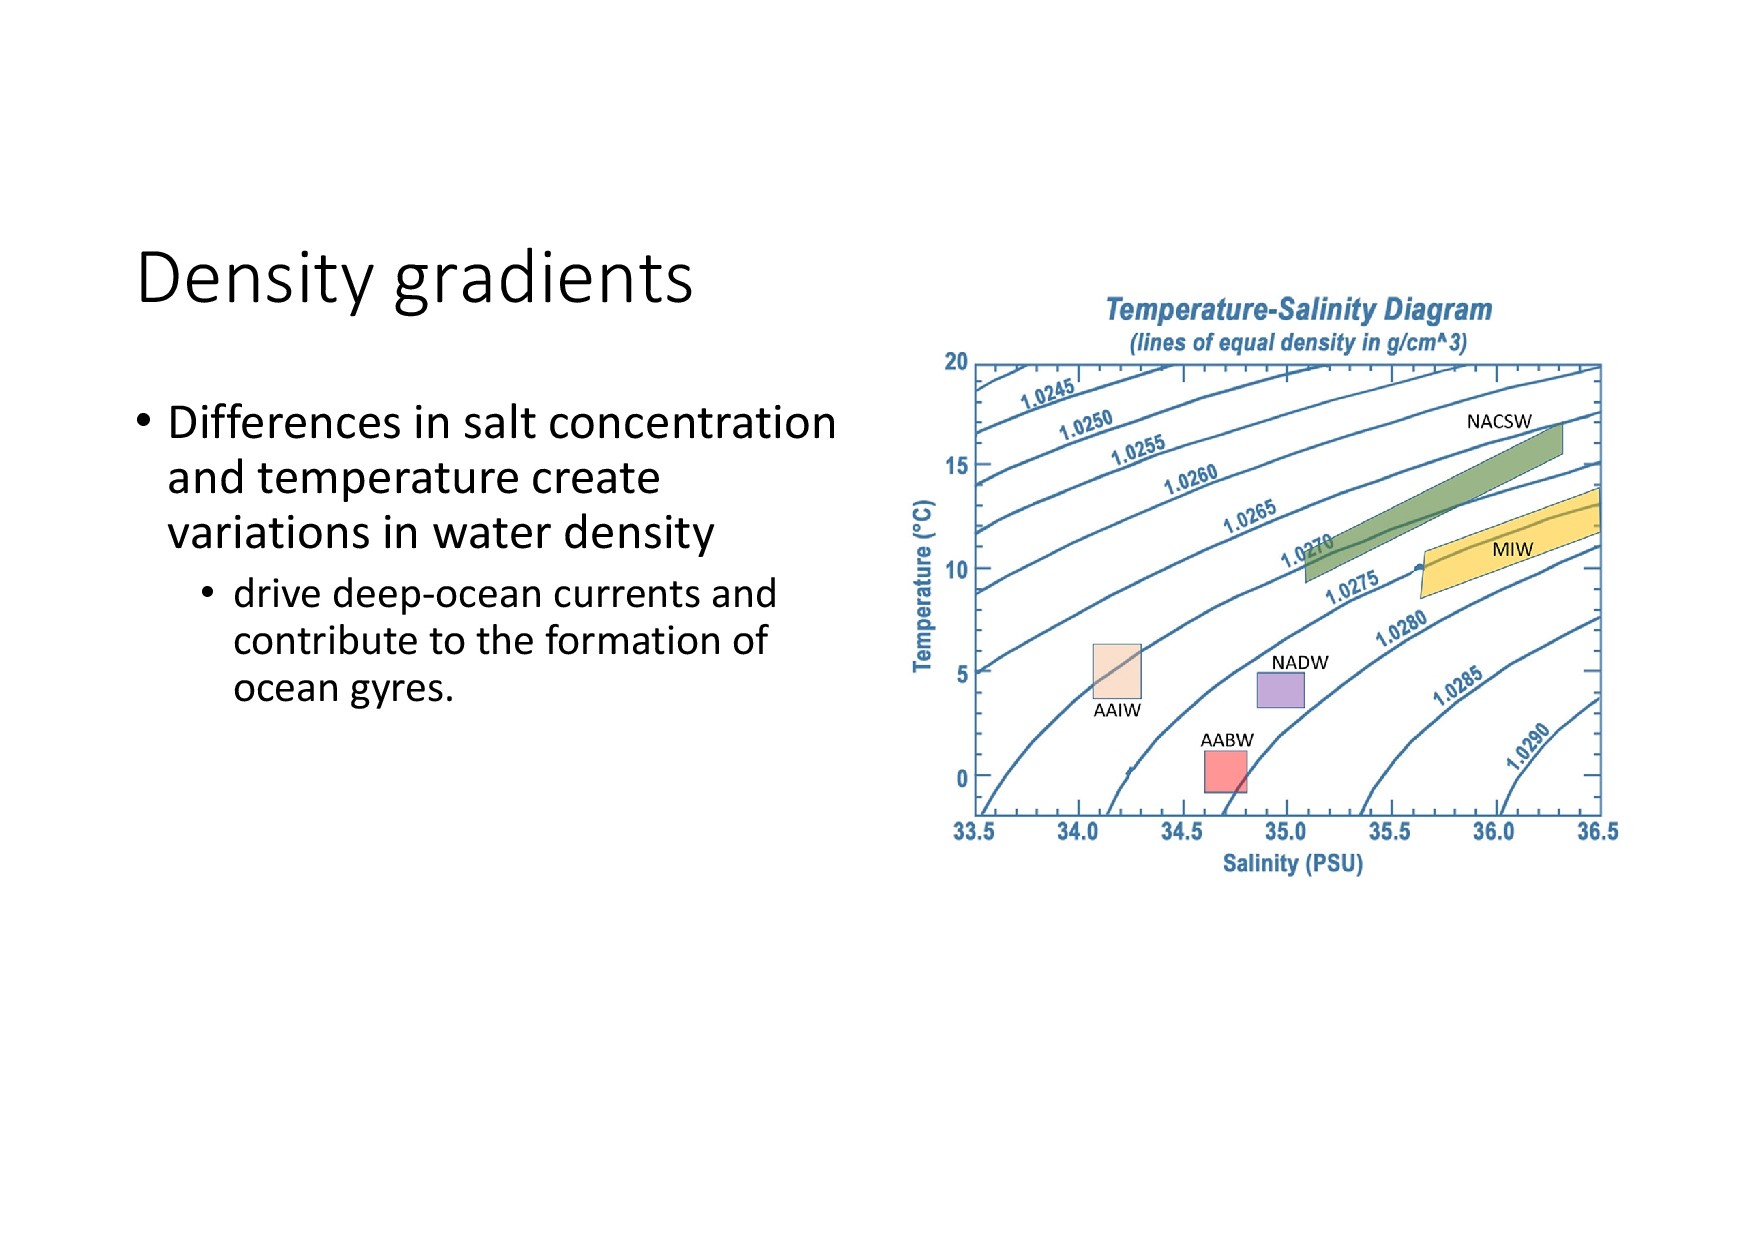 Density gradients
• Differences in salt concentration
and temperature create
variations in water density
• drive deep-ocean currents and
contribute to the formation of
ocean gyres.
Temperature-Salinity Diagram
(lines of equal density in g/cm^3)
20
15
10
5
0
Temperature (°C)
1.0245
1.0250
1.0255
1.0260
1.0265
1.0270
1.0275
1.0280
1.0285
1.0290
NACSW
MIW
NADW
AAIW
AABW
33.5 34.0 34.5 35.0 35.5 36.0 36.5
Salinity (PSU)